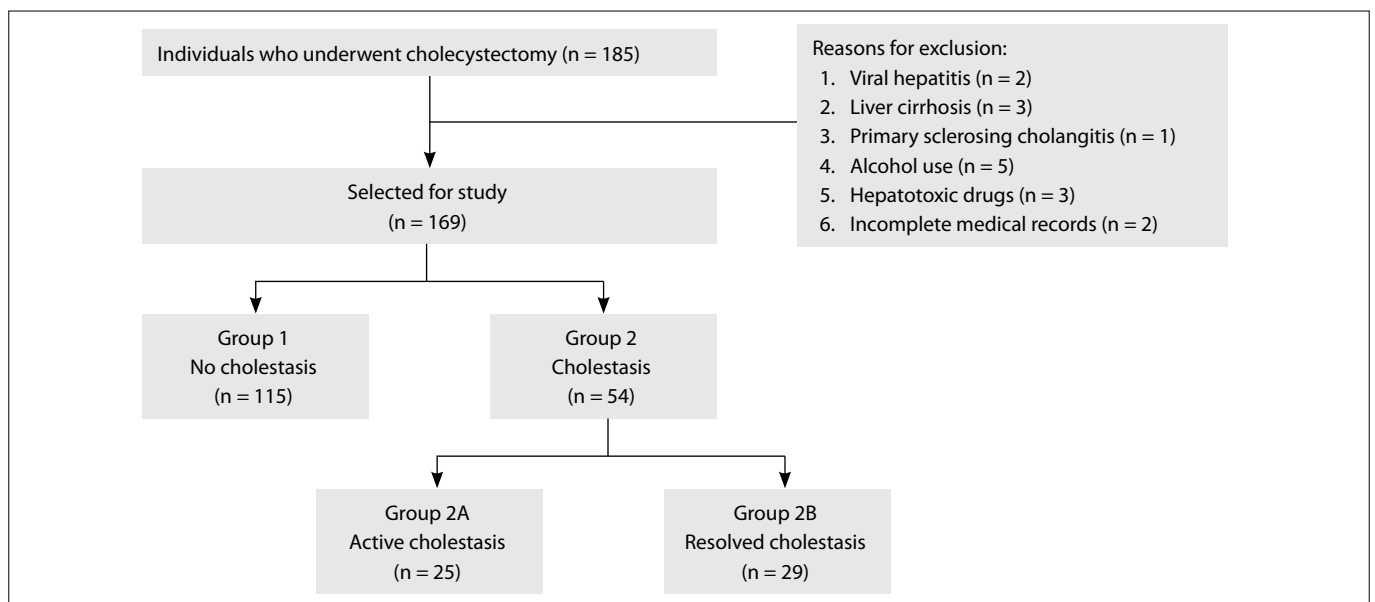 Individuals who underwent cholecystectomy (n = 185)
Reasons for exclusion:
1. Viral hepatitis (n = 2)
2. Liver cirrhosis (n = 3)
3. Primary sclerosing cholangitis (n = 1)
4. Alcohol use (n = 5)
5. Hepatotoxic drugs (n = 3)
6. Incomplete medical records (n = 2)
Selected for study
(n = 169)
Group 1
No cholestasis
(n = 115)
Group 2
Cholestasis
(n = 54)
Group 2A
Active cholestasis
(n = 25)
Group 2B
Resolved cholestasis
(n = 29)